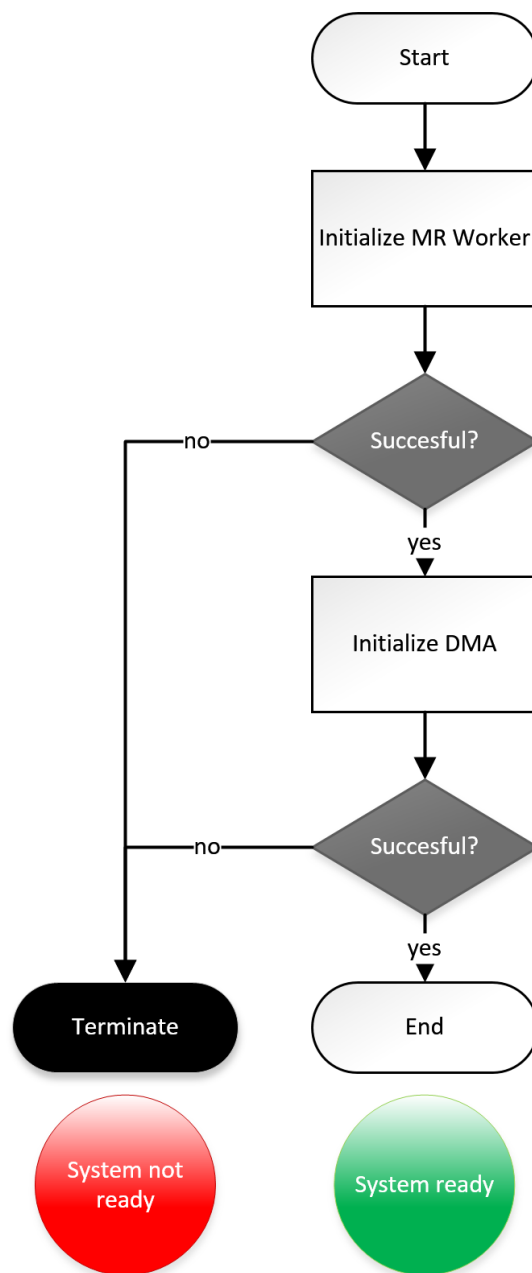 Start
Initialize MR Worker
Succesful?
no
yes
Initialize DMA
Succesful?
no
yes
Terminate
End
System not
ready
System ready